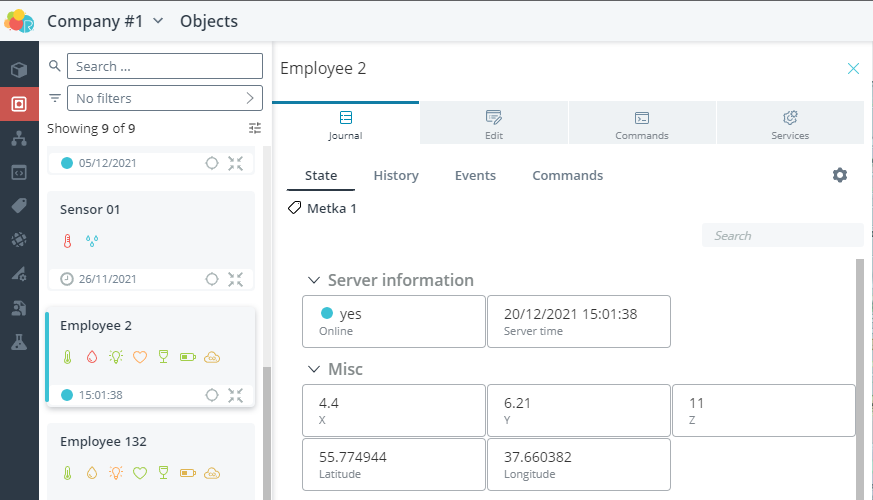 Company #1
Objects
Search ...
No filters
Showing 9 of 9
05/12/2021
Sensor 01
26/11/2021
Employee 2
15:01:38
Employee 132
Employee 2
Journal
Edit
Commands
Services
State
History
Events
Commands
Metka 1
Search
Server information
yes
Online
20/12/2021 15:01:38
Server time
Misc
4.4
X
6.21
Y
11
Z
55.774944
Latitude
37.660382
Longitude